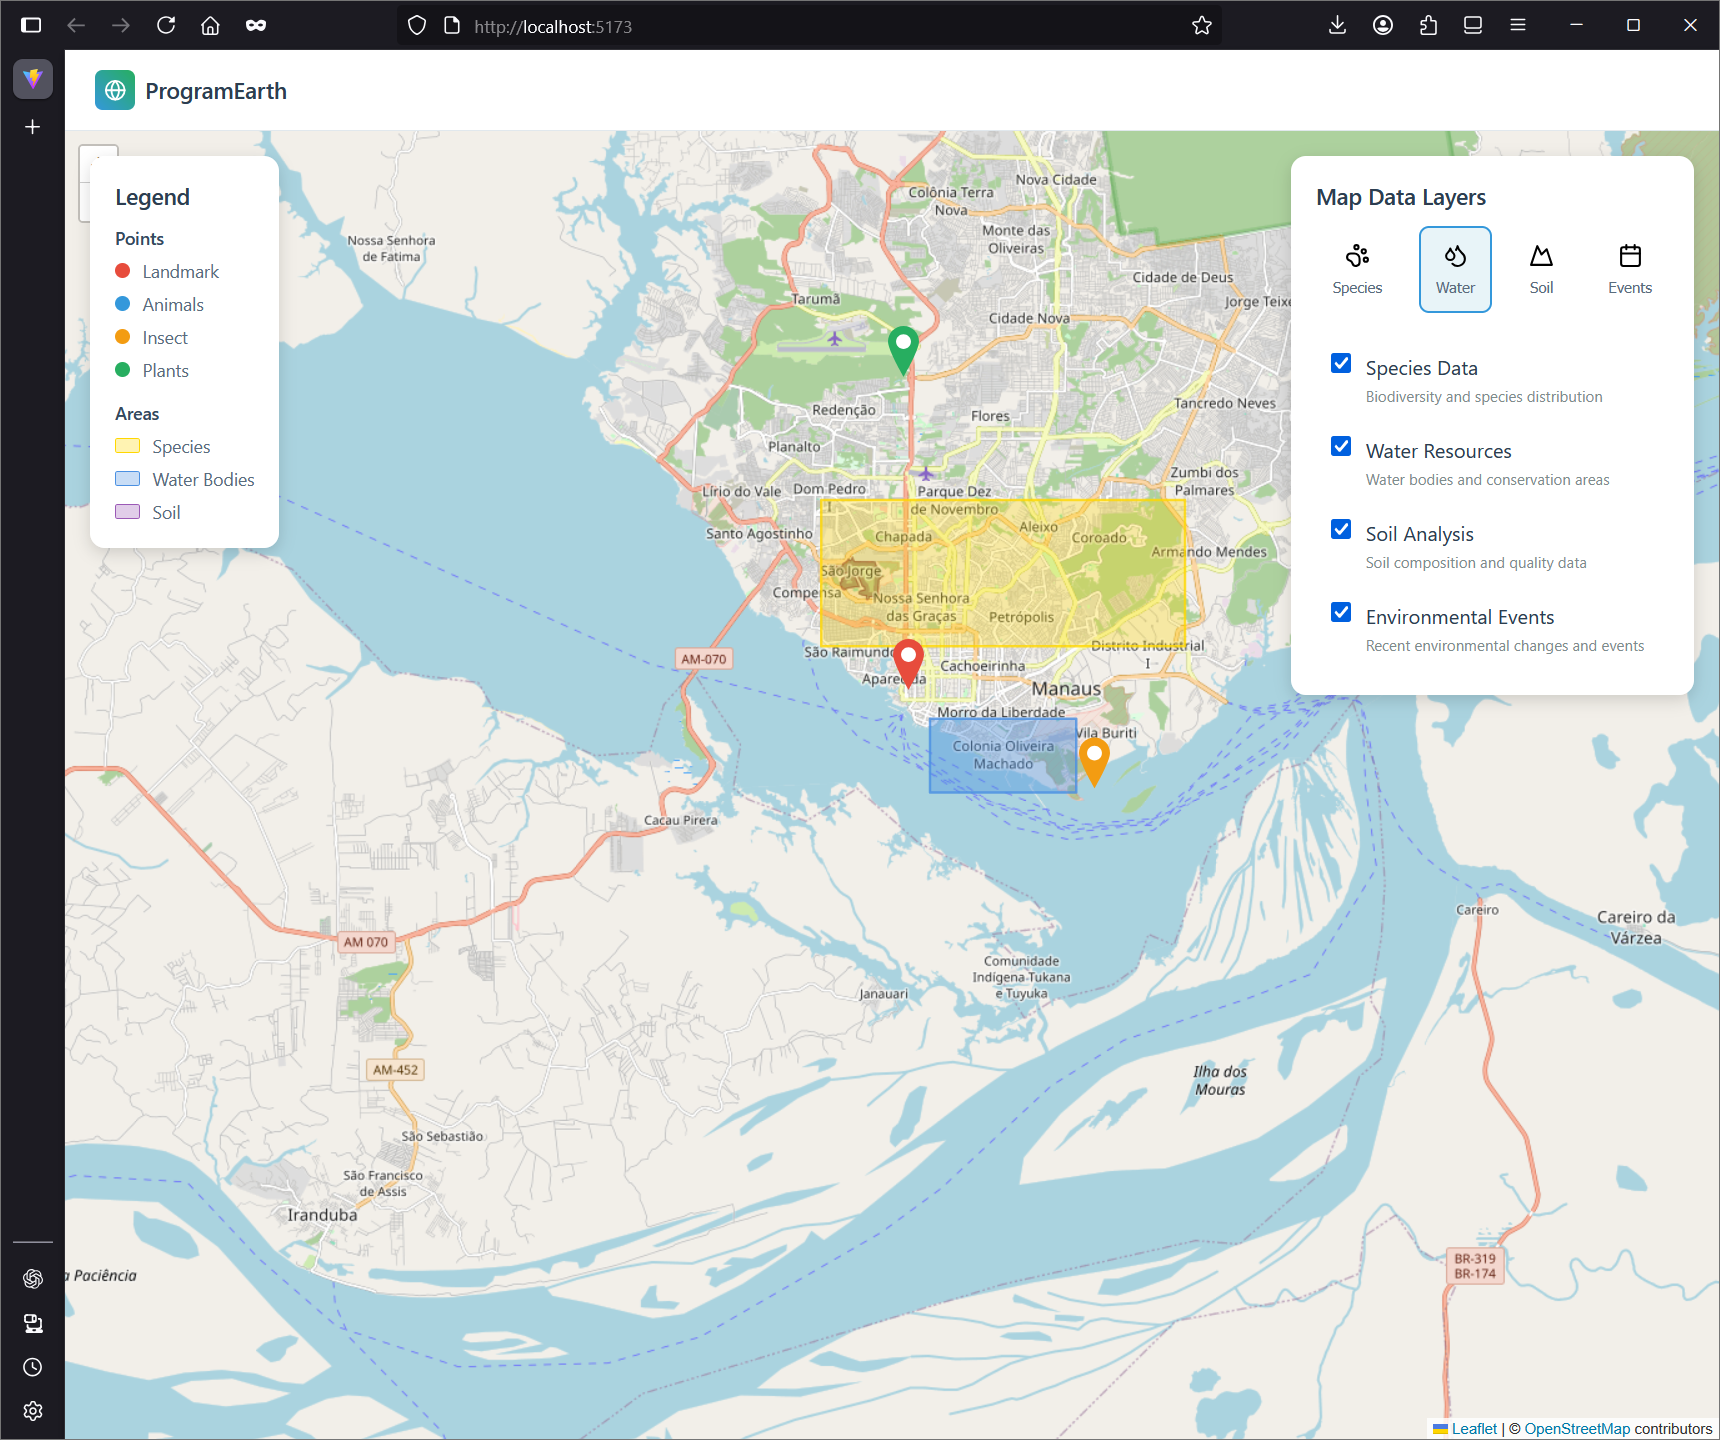 http://localhost:5173
ProgramEarth
Legend
Points
Landmark
Animals
Insect
Plants
Areas
Species
Water Bodies
Soil
Map Data Layers
Species
Water
Soil
Events
Species Data
Biodiversity and species distribution
Water Resources
Water bodies and conservation areas
Soil Analysis
Soil composition and quality data
Environmental Events
Recent environmental changes and events
Nova Cidade
Colônia Terra
Nova
Monte das
Oliveiras
Nossa Senhora
de Fatima
Cidade de Deus
Tarumã
Jorge Teixe
Cidade Nova
Redenção
Flores
Tancredo Neves
Planalto
Zumbi dos
Palmares
Lírio do Vale
Dom Pedro
I
Parque Dez
de Novembro
Santo Agostinho
Chapada
Aleixo
Coroado
Armando Mendes
São Jorge
Compensa
Nossa Senhora
das Graças
Petrópolis
São Raimundo
Distrito Industrial
I
AM-070
Cachoeirinha
Aparecida
Manaus
Morro da Liberdade
Vila Buriti
Colonia Oliveira
Machado
Cacau Pirera
Careiro
Careiro da
Várzea
AM 070
Comunidade
Indígena Tukana
e Tuyuka
Janauari
AM-452
Ilha dos
Mouras
São Sebastião
São Francisco
de Assis
Iranduba
a Paciência
BR-319
BR-174
Leaflet | © OpenStreetMap contributors